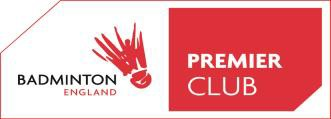 BADMINTON
ENGLAND
PREMIER
CLUB